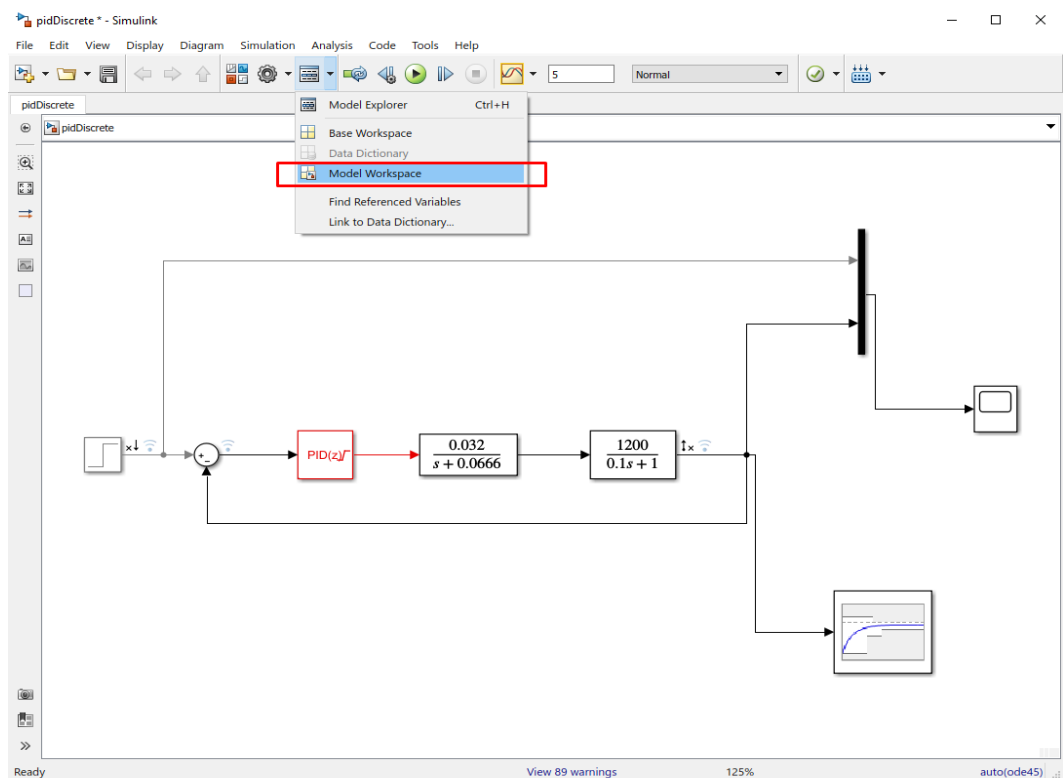 pidDiscrete * - Simulink
File Edit View Display Diagram Simulation Analysis Code Tools Help
5 Normal
pidDiscrete
pidDiscrete
Model Explorer Ctrl+H
Base Workspace
Data Dictionary
Model Workspace
Find Referenced Variables
Link to Data Dictionary...
PID(z)
0.032
s + 0.0666
1200
0.1s + 1
Ready View 89 warnings 125% auto(ode45)